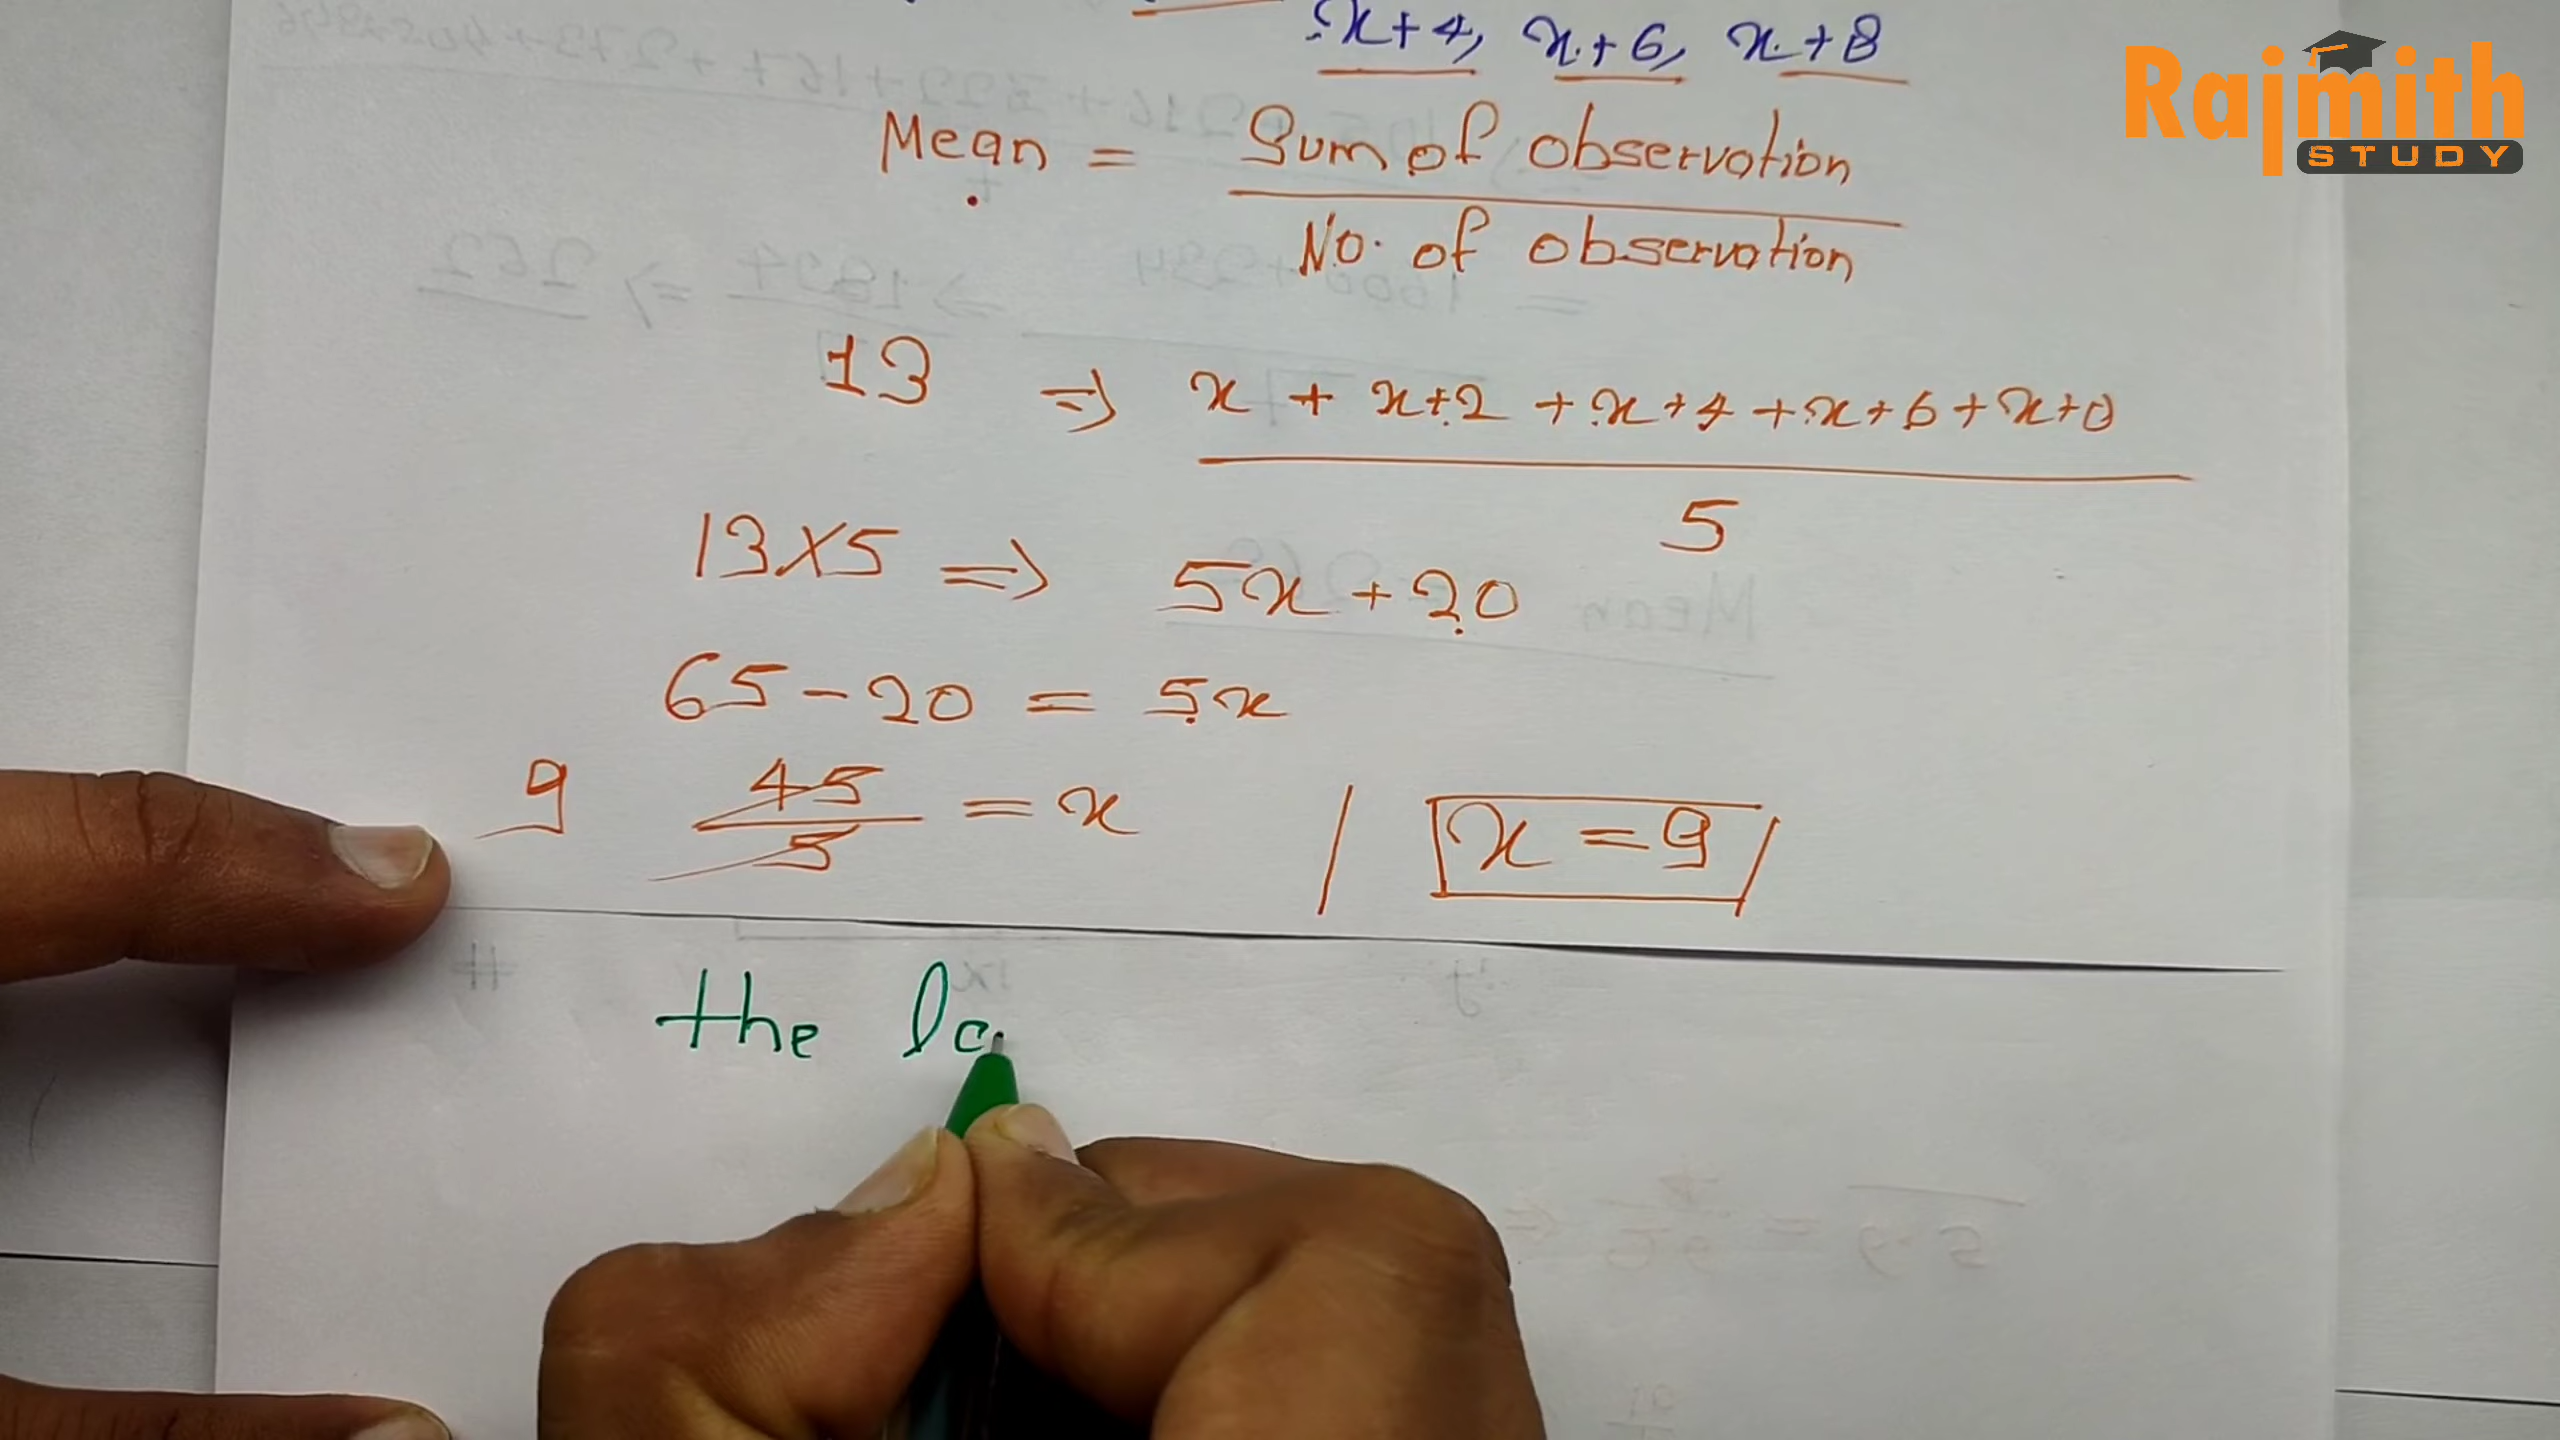 x+4, x+6, x+8
Rajmith
STUDY
Mean = Sum of observation
No. of observation
13 ⇒ x + x+2 + x+4 + x+6 + x+8
5
13×5 ⇒ 5x+20
65-20 = 5x
9 45 = x
5
x = 9
the